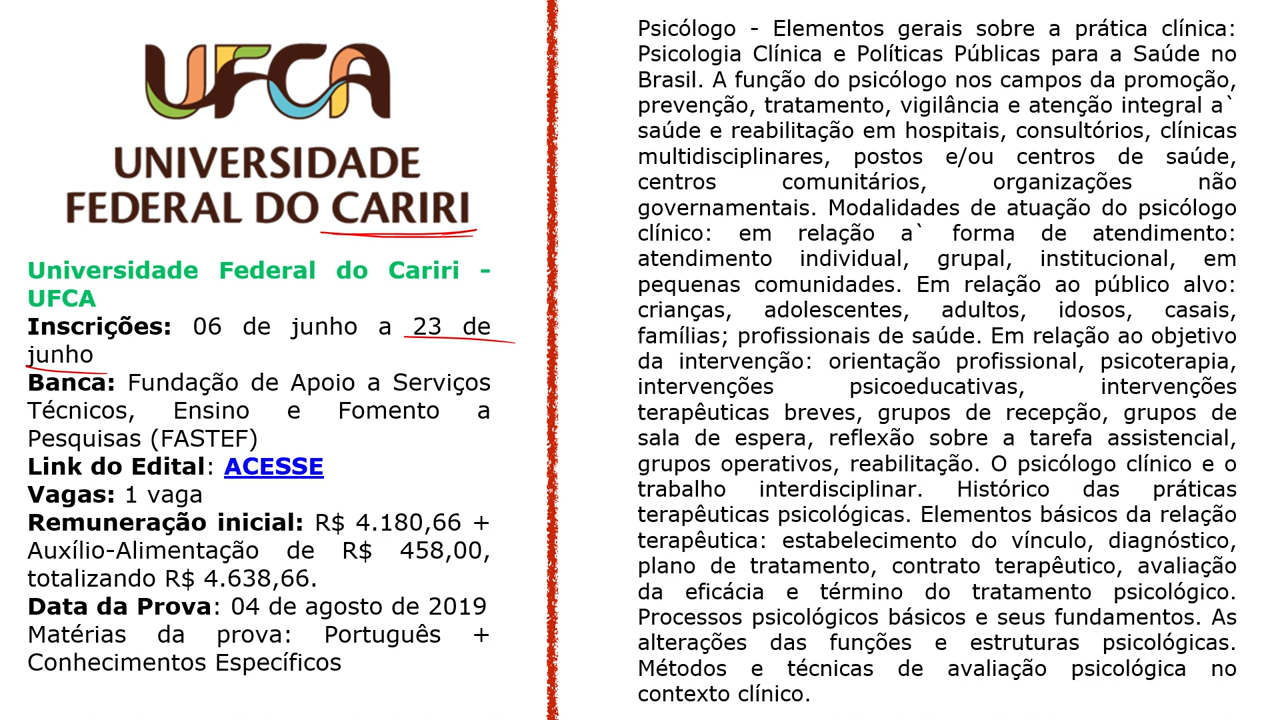 UFCA
UNIVERSIDADE
FEDERAL DO CARIRI
Universidade Federal do Cariri -
UFCA
Inscrições: 06 de junho a 23 de
junho
Banca: Fundação de Apoio a Serviços
Técnicos, Ensino e Fomento a
Pesquisas (FASTEF)
Link do Edital: ACESSE
Vagas: 1 vaga
Remuneração inicial: R$ 4.180,66 +
Auxílio-Alimentação de R$ 458,00,
totalizando R$ 4.638,66.
Data da Prova: 04 de agosto de 2019
Matérias da prova: Português +
Conhecimentos Específicos
Psicólogo - Elementos gerais sobre a prática clínica:
Psicologia Clínica e Políticas Públicas para a Saúde no
Brasil. A função do psicólogo nos campos da promoção,
prevenção, tratamento, vigilância e atenção integral a`
saúde e reabilitação em hospitais, consultórios, clínicas
multidisciplinares, postos e/ou centros de saúde,
centros comunitários, organizações não
governamentais. Modalidades de atuação do psicólogo
clínico: em relação a` forma de atendimento:
atendimento individual, grupal, institucional, em
pequenas comunidades. Em relação ao público alvo:
crianças, adolescentes, adultos, idosos, casais,
famílias; profissionais de saúde. Em relação ao objetivo
da intervenção: orientação profissional, psicoterapia,
intervenções psicoeducativas, intervenções
terapêuticas breves, grupos de recepção, grupos de
sala de espera, reflexão sobre a tarefa assistencial,
grupos operativos, reabilitação. O psicólogo clínico e o
trabalho interdisciplinar. Histórico das práticas
terapêuticas psicológicas. Elementos básicos da relação
terapêutica: estabelecimento do vínculo, diagnóstico,
plano de tratamento, contrato terapêutico, avaliação
da eficácia e término do tratamento psicológico.
Processos psicológicos básicos e seus fundamentos. As
alterações das funções e estruturas psicológicas.
Métodos e técnicas de avaliação psicológica no
contexto clínico.